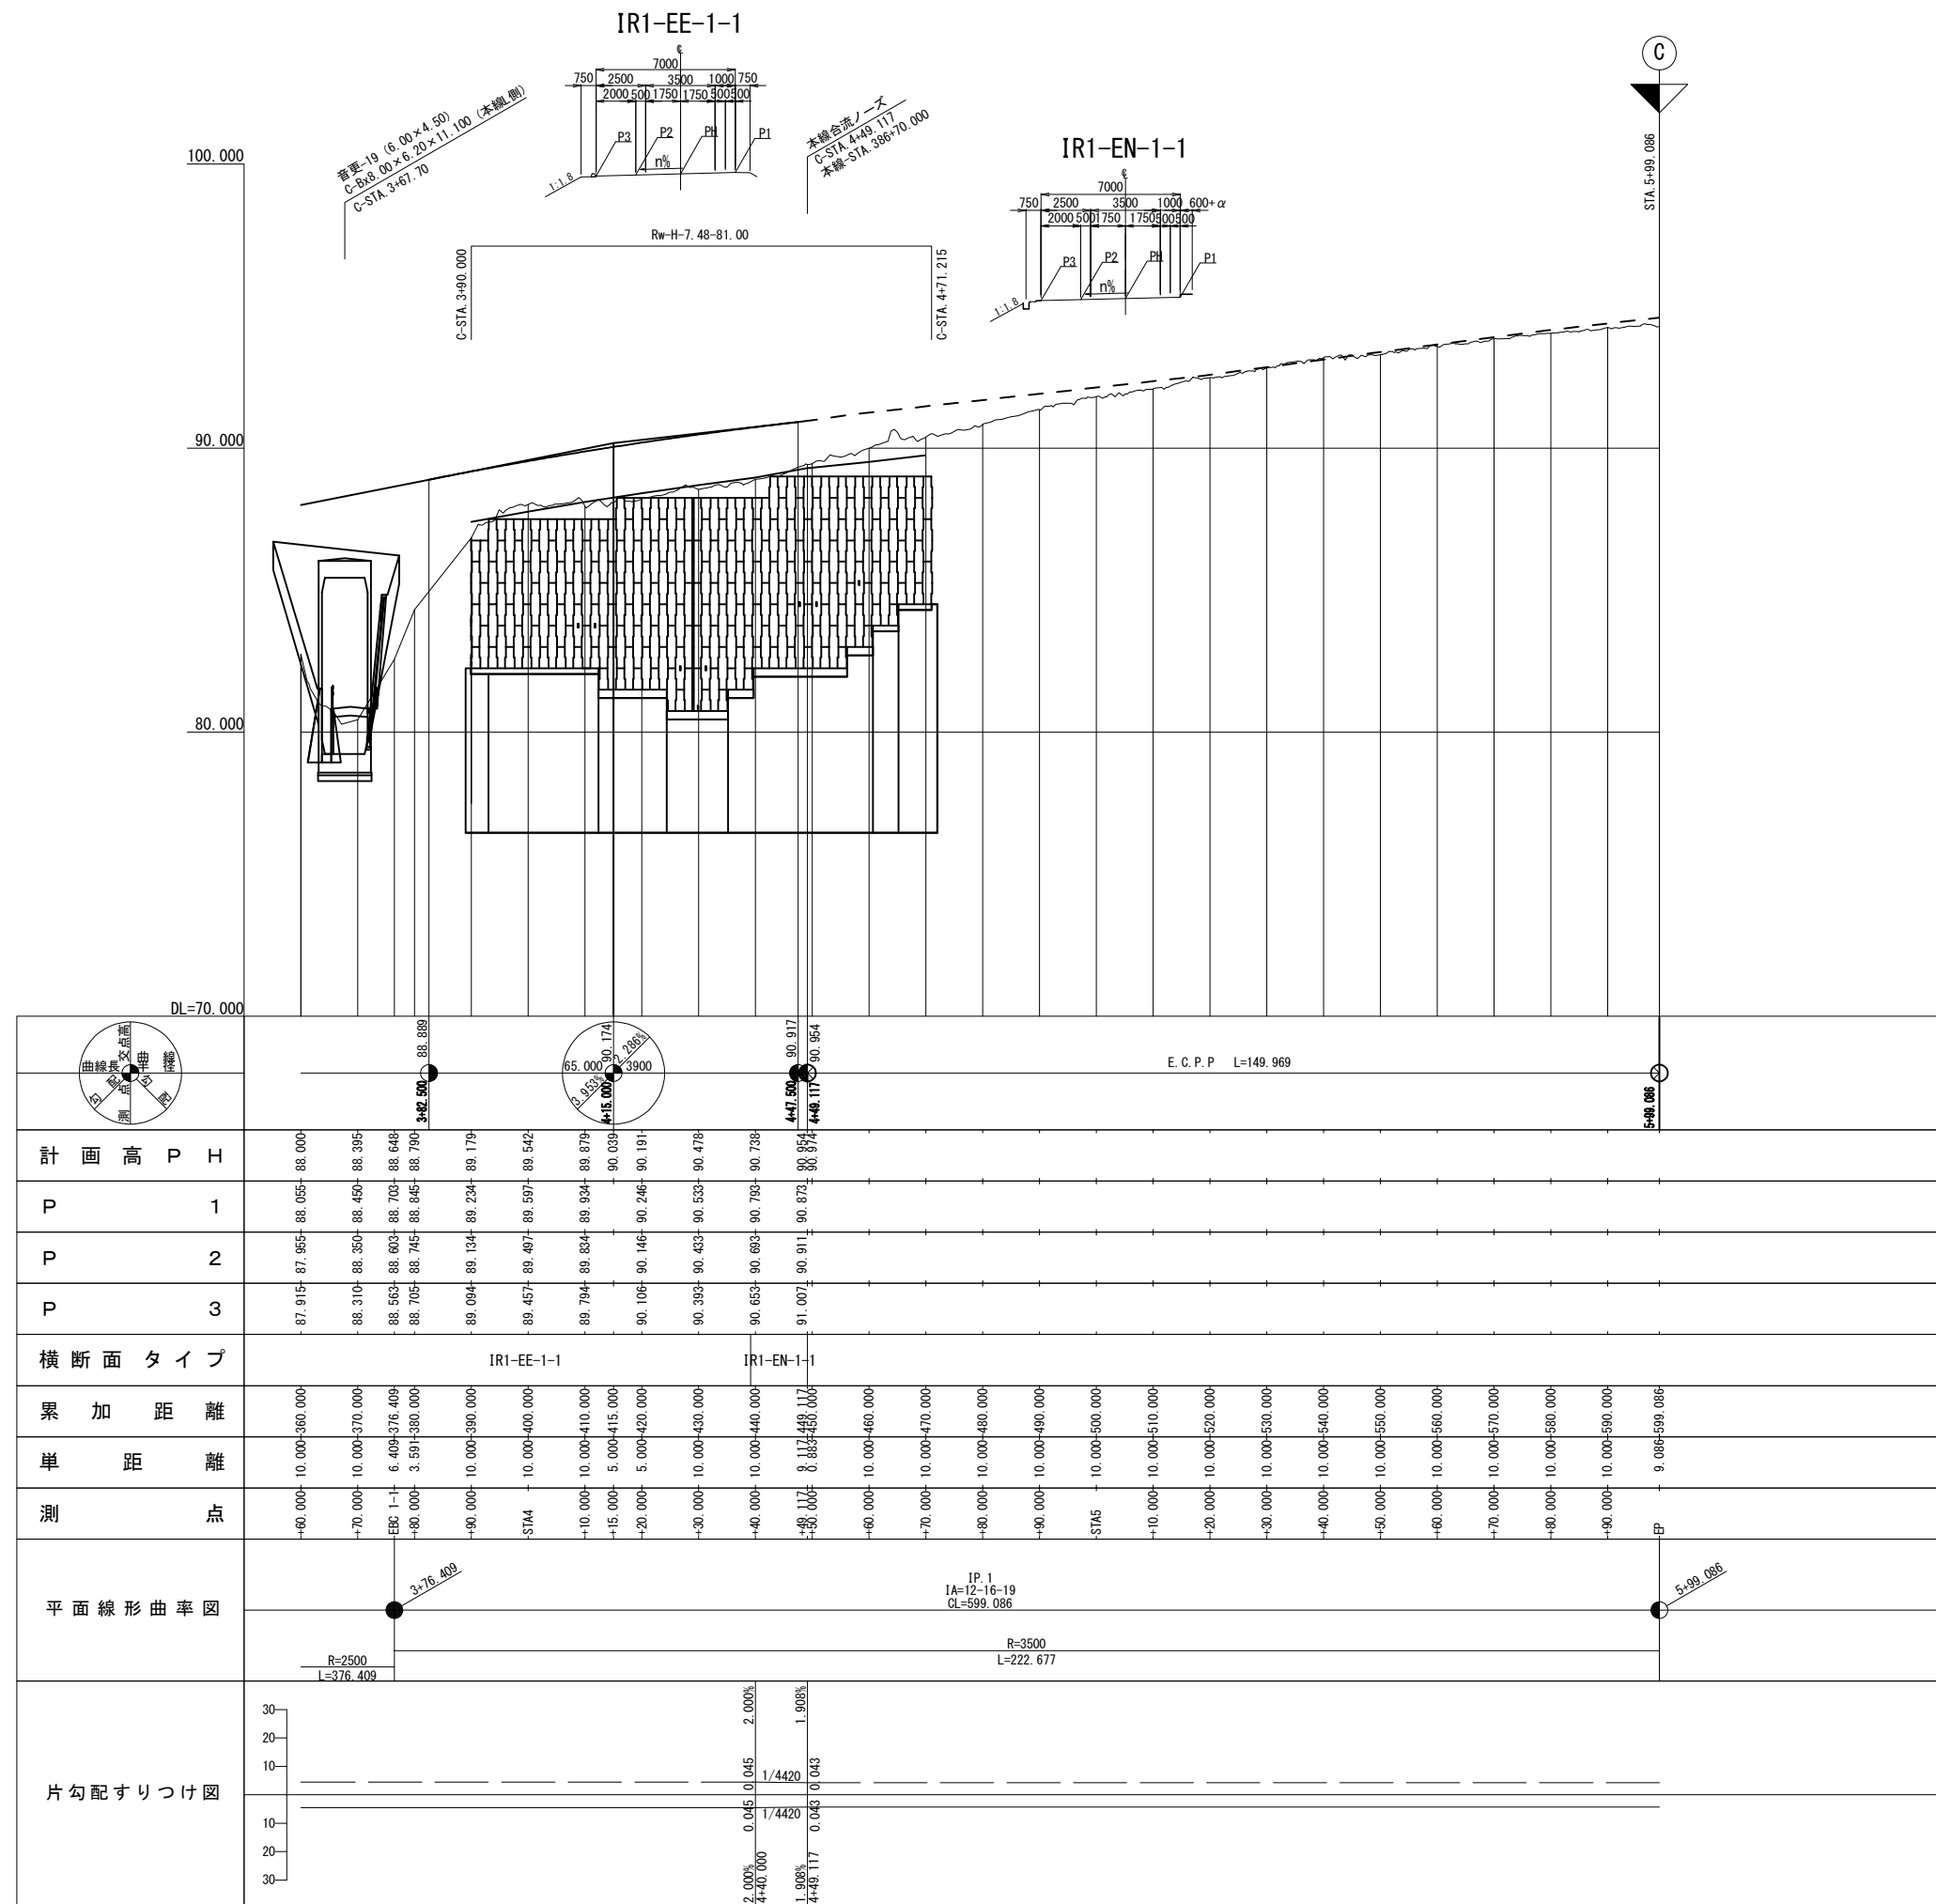 IR1-EE-1-1
℄
7000
750 2500 3500 1000 750
2000 500 1750 1750 500 500
P3 P2 PH P1
n%
1:1.8
音更-19 (6.00×4.50)
C-Bx8.00×6.20×11.100 (本線L側)
C-STA.3+67.70
本線合流ノーズ
C-STA.4+49.117
本線-STA.386+70.000
IR1-EN-1-1
℄
7000
750 2500 3500 1000 600+α
2000 500 1750 1750 500 500
P3 P2 PH P1
n%
1:1.8
C
STA.5+99.086
Rw-H-7.48-81.00
C-STA.3+90.000
C-STA.4+71.215
100.000
90.000
80.000
DL=70.000
交点高
曲線長
曲線半径
勾配
勾配
測点
88.889
3+82.500
65.000
90.174
2.286%
3900
3.953%
4+15.000
90.917
4+47.500
90.954
4+49.117
E.C.P.P L=149.969
5+99.086
計画高PH
88.000 88.395 88.648 88.790 89.179 89.542 89.879 90.039 90.191 90.478 90.738 90.954 90.974
P 1
88.055 88.450 88.703 88.845 89.234 89.597 89.934 90.246 90.533 90.793 90.873
P 2
87.955 88.350 88.603 88.745 89.134 89.497 89.834 90.146 90.433 90.693 90.911
P 3
87.915 88.310 88.563 88.705 89.094 89.457 89.794 90.106 90.393 90.653 91.007
横断面タイプ
IR1-EE-1-1 IR1-EN-1-1
累加距離
360.000 370.000 376.409 380.000 390.000 400.000 410.000 415.000 420.000 430.000 440.000 449.117 450.000 460.000 470.000 480.000 490.000 500.000 510.000 520.000 530.000 540.000 550.000 560.000 570.000 580.000 590.000 599.086
単距離
10.000 10.000 6.409 3.591 10.000 10.000 10.000 5.000 5.000 10.000 10.000 9.117 0.883 10.000 10.000 10.000 10.000 10.000 10.000 10.000 10.000 10.000 10.000 10.000 10.000 10.000 10.000 9.086
測点
+60.000 +70.000 EBC 1-1 +80.000 +90.000 STA4 +10.000 +15.000 +20.000 +30.000 +40.000 +49.117 +50.000 +60.000 +70.000 +80.000 +90.000 STA5 +10.000 +20.000 +30.000 +40.000 +50.000 +60.000 +70.000 +80.000 +90.000 EP
平面線形曲率図
3+76.409
IP.1
IA=12-16-19
CL=599.086
5+99.086
R=3500
L=222.677
R=2500
L=376.409
片勾配すりつけ図
30
20
10
10
20
30
2.000%
1.908%
0.045
1/4420
0.043
0.045
1/4420
0.043
2.000%
4+40.000
1.908%
4+49.117